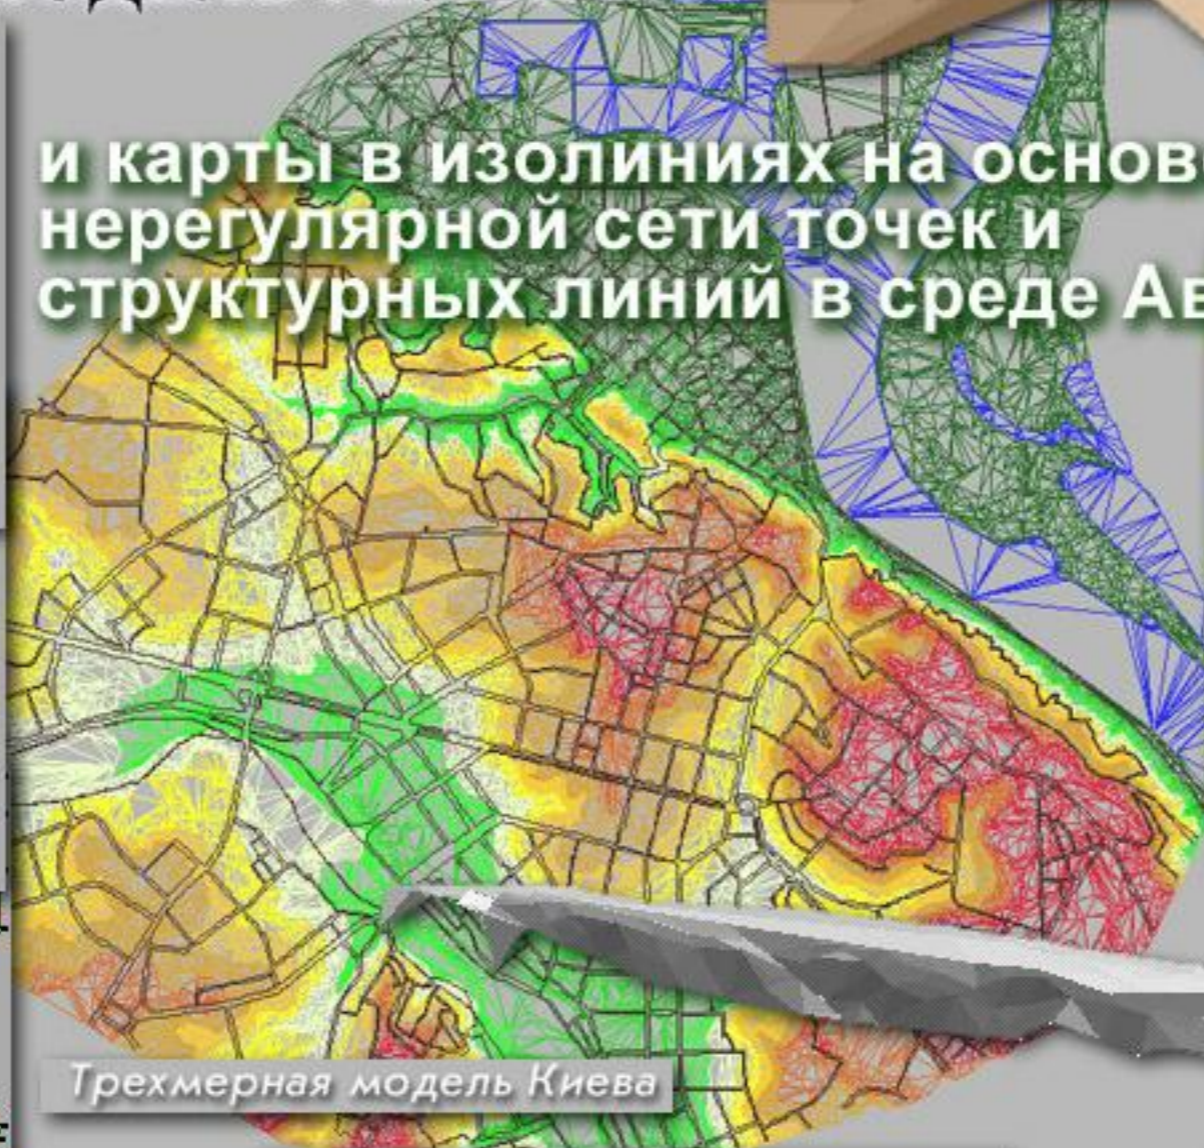 и карты в изолиниях на основ
нерегулярной сети точек и
структурных линий в среде Ав
Трехмерная модель Киева